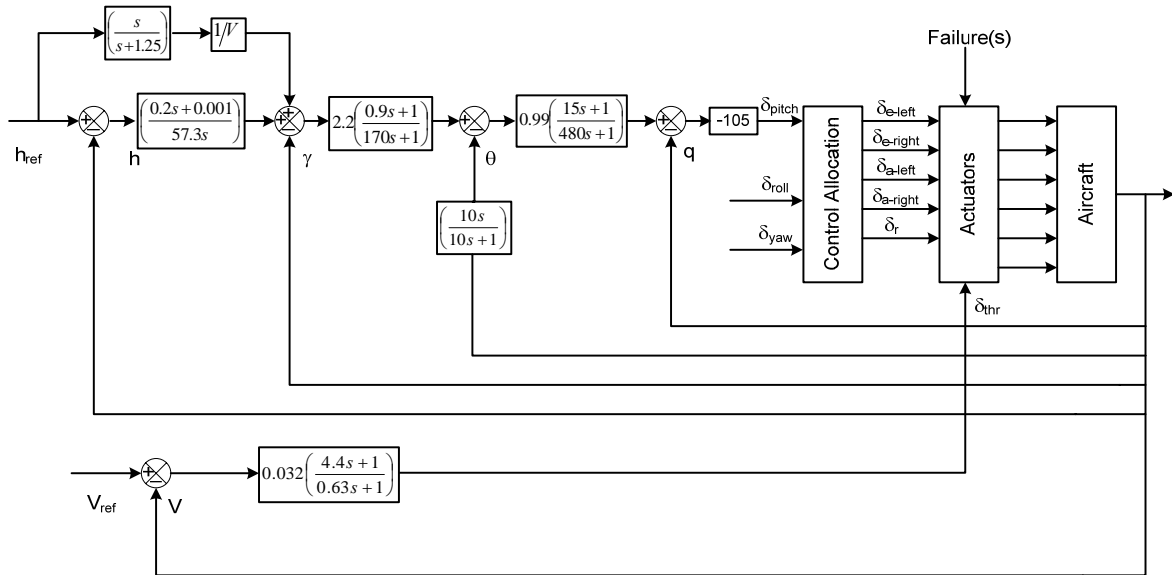 (s / (s+1.25))
1/V
Failure(s)
h_ref
+
−
h
((0.2s+0.001) / 57.3s)
+
+
−
γ
2.2((0.9s+1) / (170s+1))
+
−
θ
0.99((15s+1) / (480s+1))
+
−
q
-105
δ_pitch
δ_roll
δ_yaw
Control Allocation
δ_e-left
δ_e-right
δ_a-left
δ_a-right
δ_r
Actuators
Aircraft
(10s / (10s+1))
δ_thr
V_ref
+
−
V
0.032((4.4s+1) / (0.63s+1))